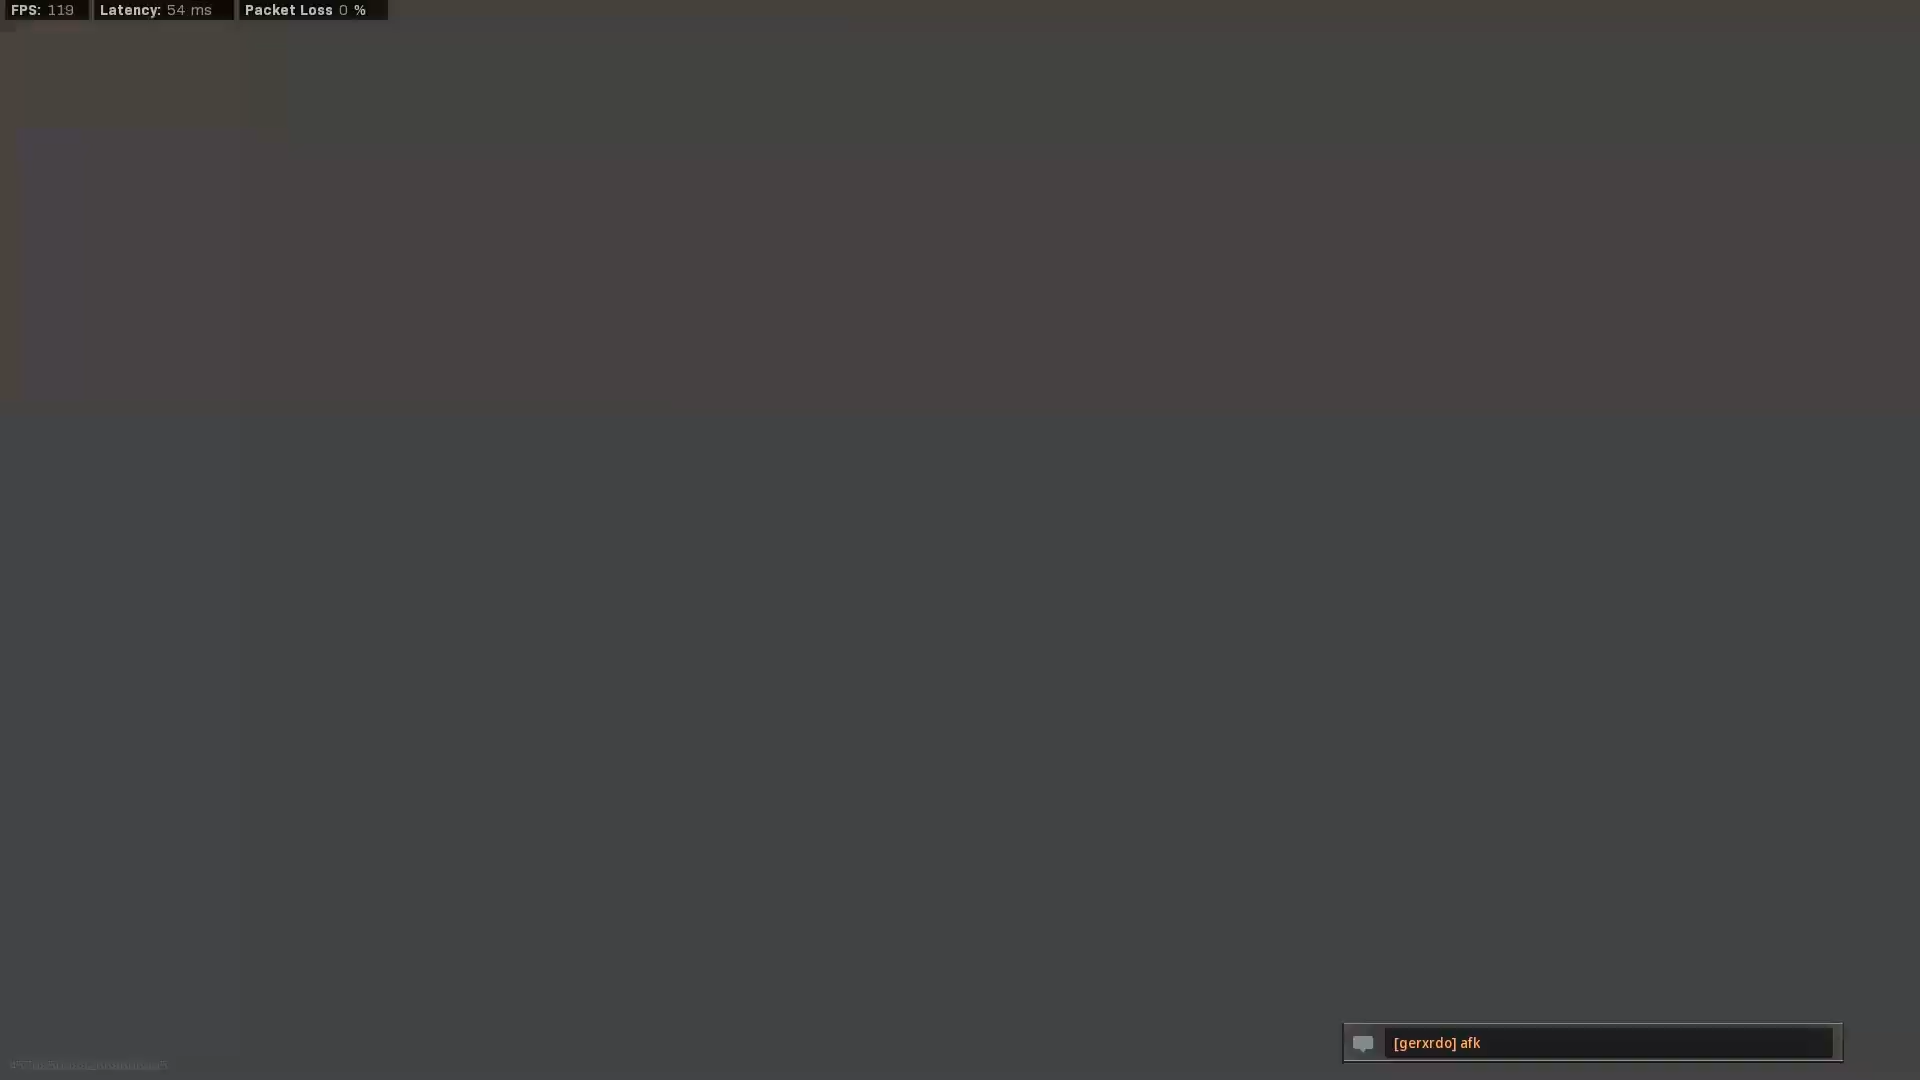 FPS: 119 Latency: 54 ms Packet Loss 0 %
[gerxrdo] afk